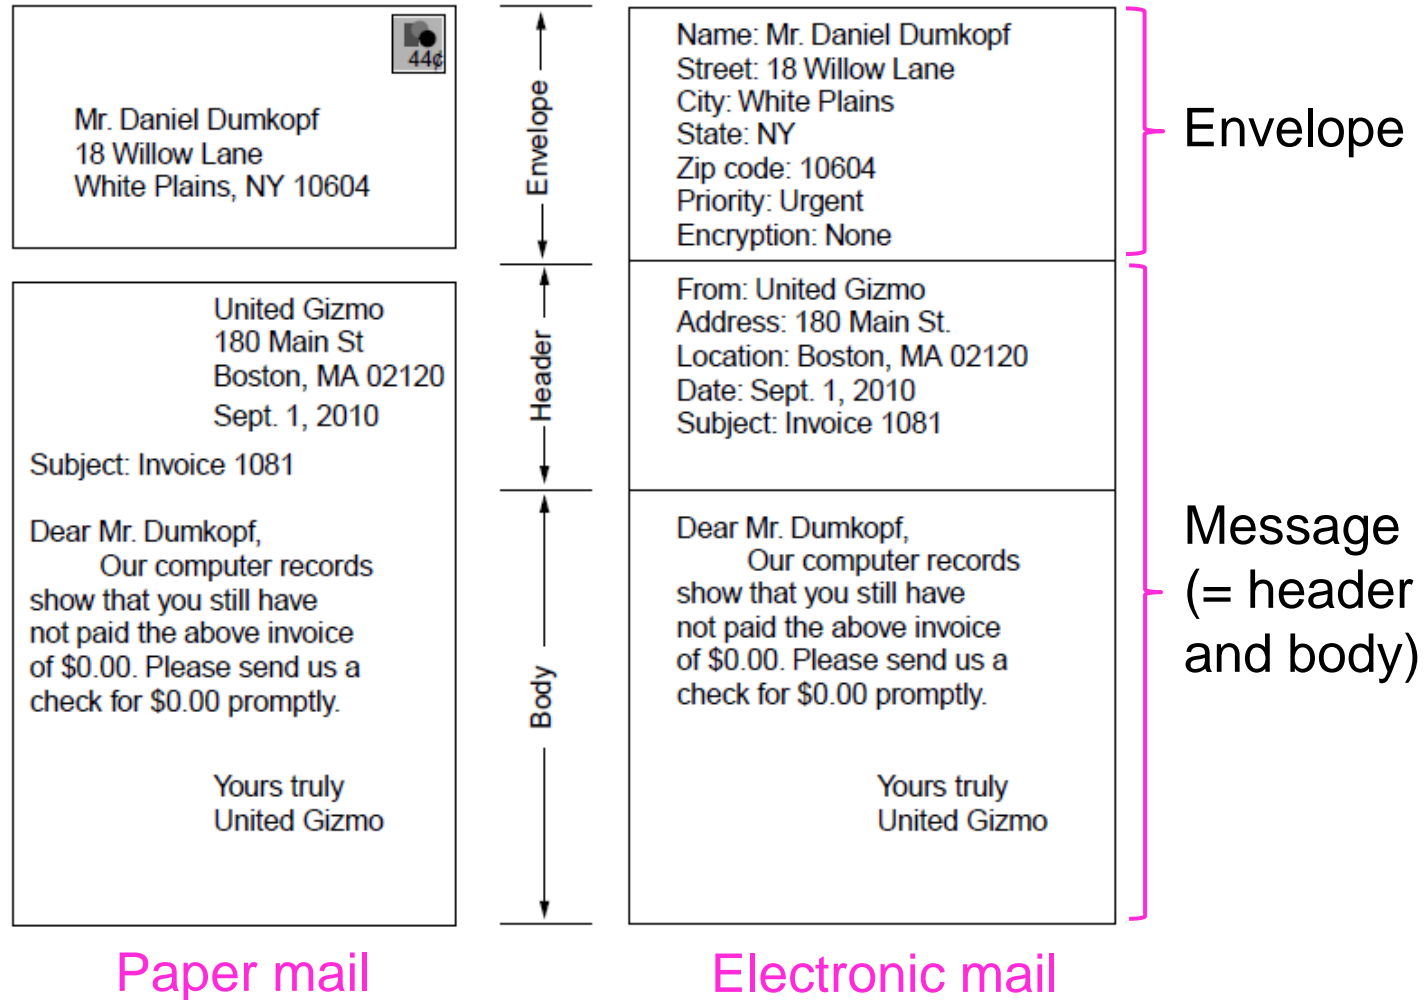 44¢
Mr. Daniel Dumkopf
18 Willow Lane
White Plains, NY 10604
United Gizmo
180 Main St
Boston, MA 02120
Sept. 1, 2010
Subject: Invoice 1081
Dear Mr. Dumkopf,
Our computer records
show that you still have
not paid the above invoice
of $0.00. Please send us a
check for $0.00 promptly.
Yours truly
United Gizmo
Paper mail
Envelope
Header
Body
Name: Mr. Daniel Dumkopf
Street: 18 Willow Lane
City: White Plains
State: NY
Zip code: 10604
Priority: Urgent
Encryption: None
From: United Gizmo
Address: 180 Main St.
Location: Boston, MA 02120
Date: Sept. 1, 2010
Subject: Invoice 1081
Dear Mr. Dumkopf,
Our computer records
show that you still have
not paid the above invoice
of $0.00. Please send us a
check for $0.00 promptly.
Yours truly
United Gizmo
Electronic mail
Envelope
Message
(= header
and body)